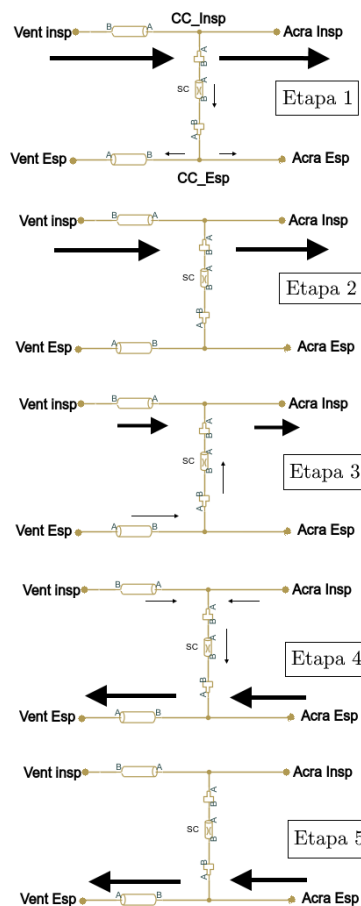 CC_Insp
Vent insp B A Acra Insp
A
B
SC A
B
Etapa 1
B
A
Vent Esp A B Acra Esp
CC_Esp
Vent insp B A Acra Insp
A
B
SC A
B
Etapa 2
B
A
Vent Esp A B Acra Esp
Vent insp B A Acra Insp
A
B
SC A
B
Etapa 3
B
A
Vent Esp A B Acra Esp
Vent insp B A Acra Insp
A
B
SC A
B
Etapa 4
B
A
Vent Esp A B Acra Esp
Vent insp B A Acra Insp
A
B
SC A
B
Etapa 5
B
A
Vent Esp A B Acra Esp